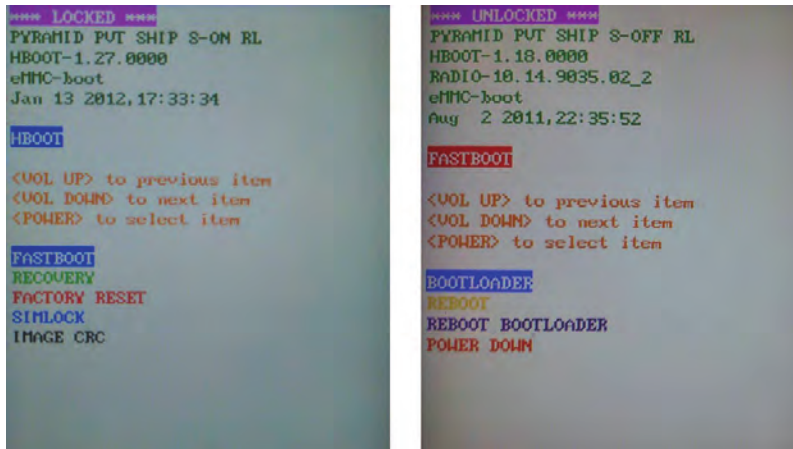 *** LOCKED ***
PYRAMID PVT SHIP S-ON RL
HBOOT-1.27.0000
eMMC-boot
Jan 13 2012,17:33:34
HBOOT
<VOL UP> to previous item
<VOL DOWN> to next item
<POWER> to select item
FASTBOOT
RECOVERY
FACTORY RESET
SIMLOCK
IMAGE CRC
*** UNLOCKED ***
PYRAMID PVT SHIP S-OFF RL
HBOOT-1.18.0000
RADIO-10.14.9035.02_2
eMMC-boot
Aug 2 2011,22:35:52
FASTBOOT
<VOL UP> to previous item
<VOL DOWN> to next item
<POWER> to select item
BOOTLOADER
REBOOT
REBOOT BOOTLOADER
POWER DOWN